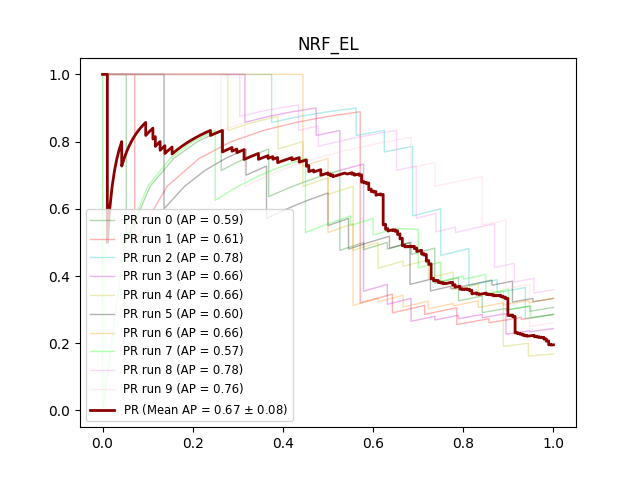 NRF_EL
1.0
0.8
0.6
0.4
0.2
0.0
PR run 0 (AP = 0.59)
PR run 1 (AP = 0.61)
PR run 2 (AP = 0.78)
PR run 3 (AP = 0.66)
PR run 4 (AP = 0.66)
PR run 5 (AP = 0.60)
PR run 6 (AP = 0.66)
PR run 7 (AP = 0.57)
PR run 8 (AP = 0.78)
PR run 9 (AP = 0.76)
PR (Mean AP = 0.67 ± 0.08)
0.0 0.2 0.4 0.6 0.8 1.0